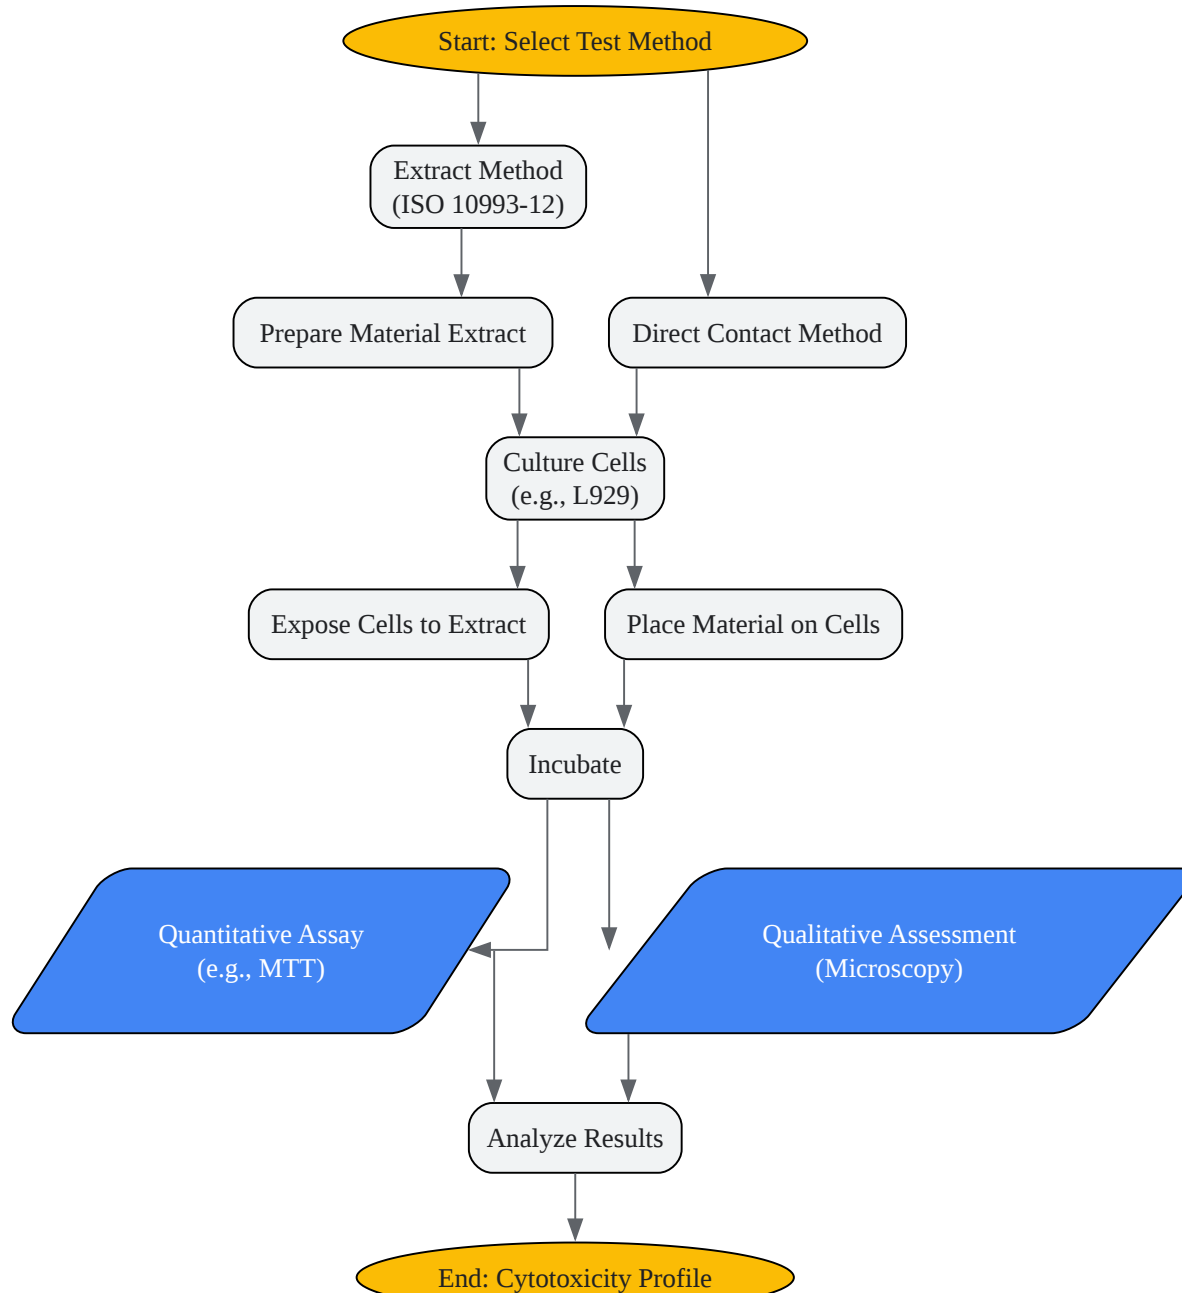 Start: Select Test Method
Extract Method
(ISO 10993-12)
Prepare Material Extract
Direct Contact Method
Culture Cells
(e.g., L929)
Expose Cells to Extract
Place Material on Cells
Incubate
Quantitative Assay
(e.g., MTT)
Qualitative Assessment
(Microscopy)
Analyze Results
End: Cytotoxicity Profile